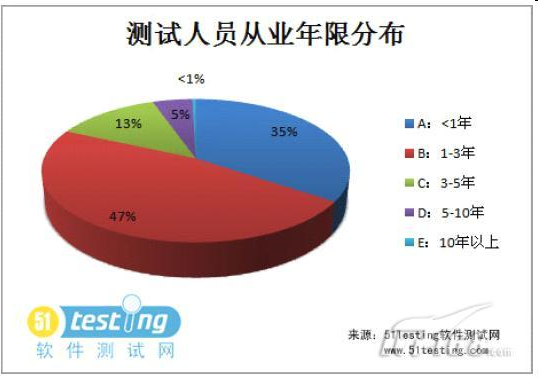 测试人员从业年限分布
<1%
5%
13%
35%
47%
A：<1年
B：1-3年
C：3-5年
D：5-10年
E：10年以上
51testing
软件测试网
来源：51Testing软件测试网
www.51testing.com